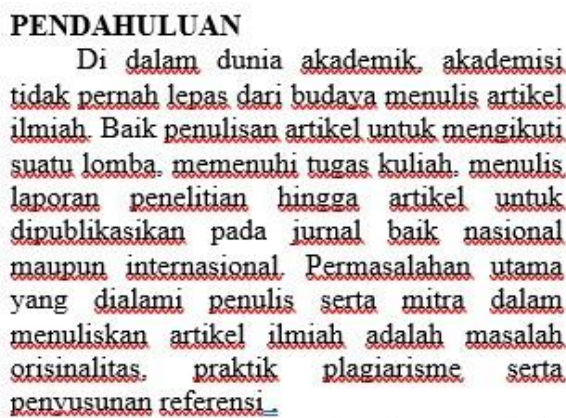 PENDAHULUAN
Di dalam dunia akademik, akademisi
tidak pernah lepas dari budaya menulis artikel
ilmiah. Baik penulisan artikel untuk mengikuti
suatu lomba, memenuhi tugas kuliah, menulis
laporan penelitian hingga artikel untuk
dipublikasikan pada jurnal baik nasional
maupun internasional. Permasalahan utama
yang dialami penulis serta mitra dalam
menuliskan artikel ilmiah adalah masalah
orisinalitas, praktik plagiarisme serta
penyusunan referensi .